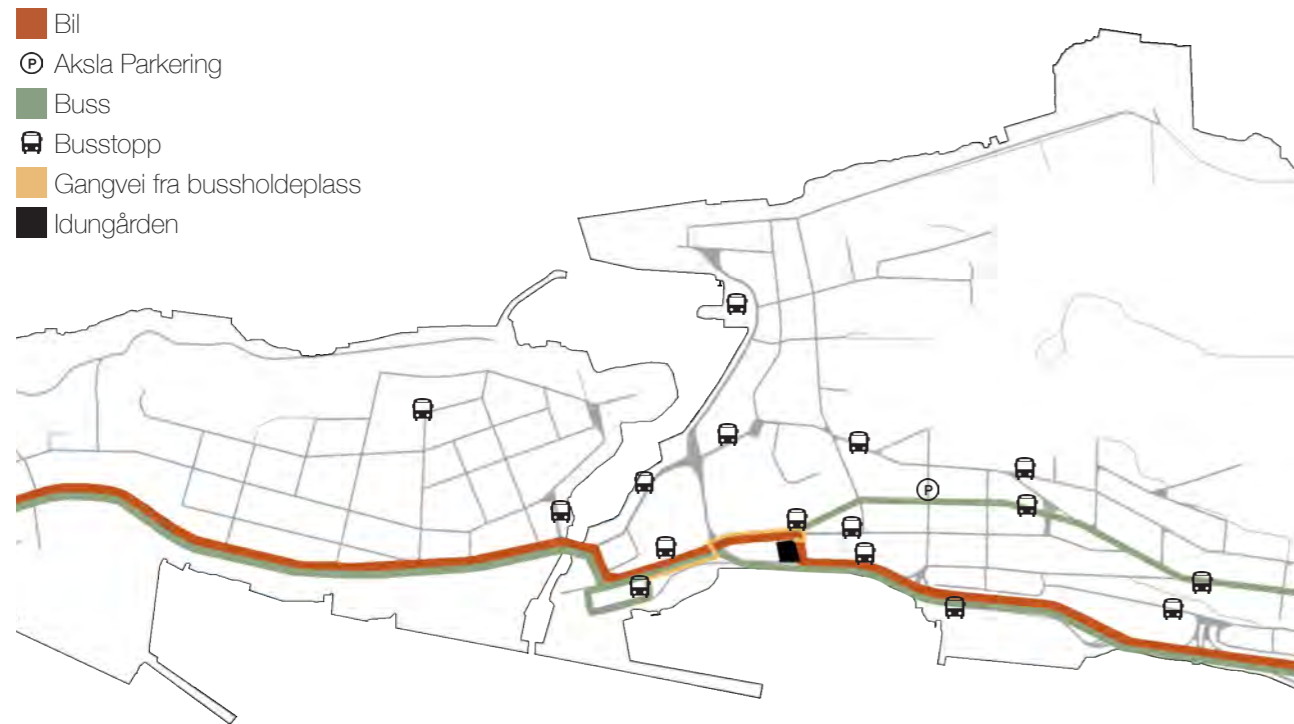 Bil
P Aksla Parkering
Buss
Busstopp
Gangvei fra bussholdeplass
Idungården
P